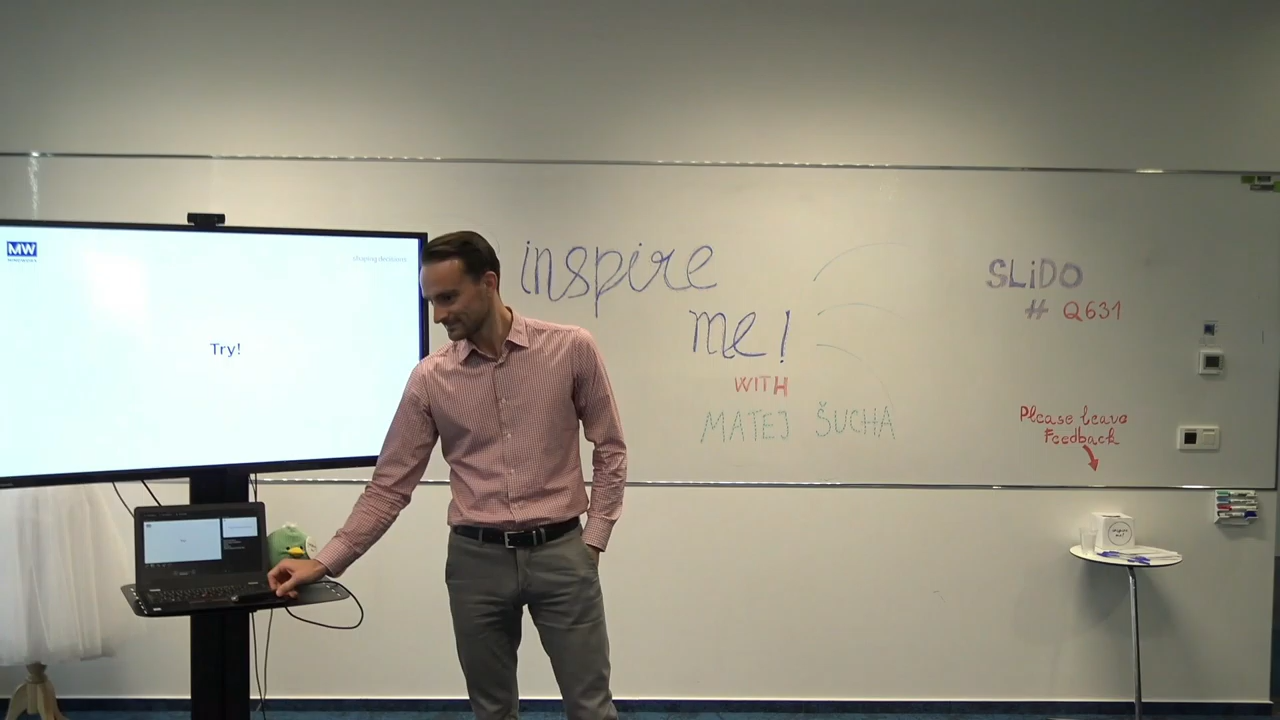 MW
shaping decisions
Try!
inspire
me!
WITH
MATEJ ŠUCHA
SLiDO
# Q631
Please leave
Feedback